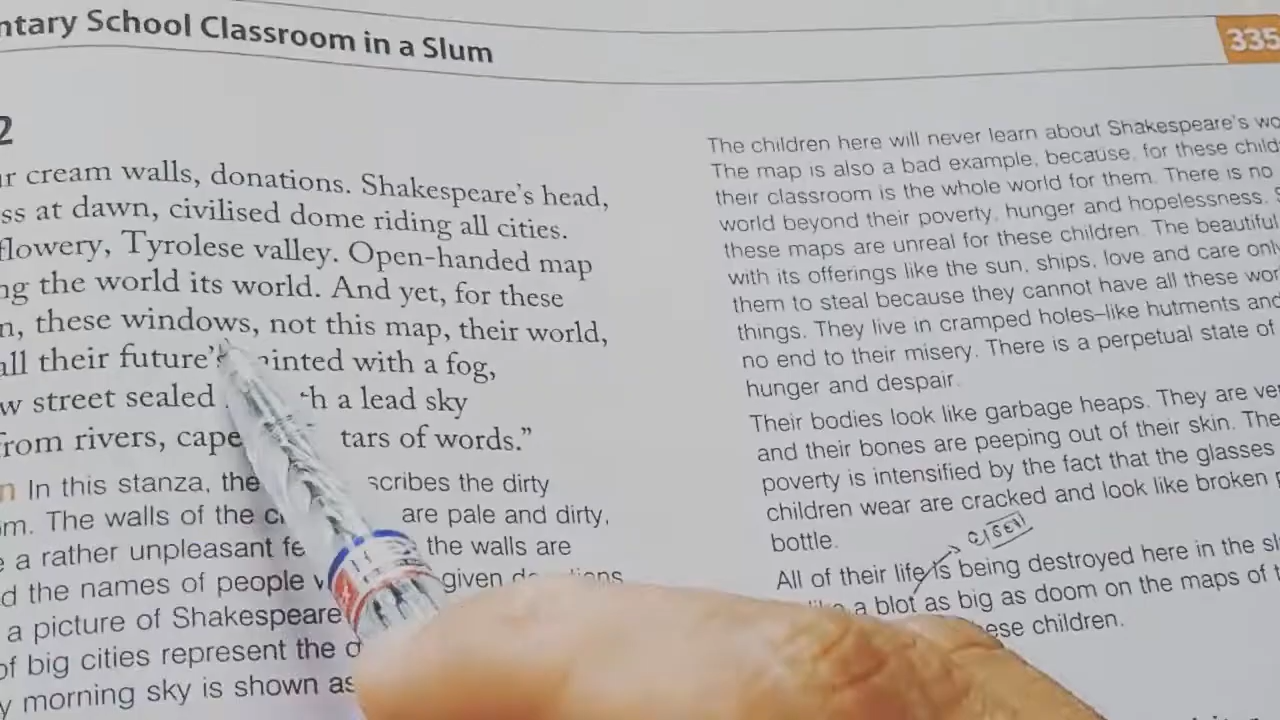 ntary School Classroom in a Slum
335
2
ur cream walls, donations. Shakespeare's head,
ss at dawn, civilised dome riding all cities.
flowery, Tyrolese valley. Open-handed map
ng the world its world. And yet, for these
n, these windows, not this map, their world,
all their future's ainted with a fog,
w street sealed th a lead sky
from rivers, cape tars of words."
n In this stanza, the scribes the dirty
om. The walls of the c are pale and dirty,
e a rather unpleasant fe the walls are
d the names of people given
a picture of Shakespeare
of big cities represent the
y morning sky is shown as
The children here will never learn about Shakespeare's wo
The map is also a bad example, because, for these child
their classroom is the whole world for them. There is no
world beyond their poverty, hunger and hopelessness. S
these maps are unreal for these children. The beautiful
with its offerings like the sun, ships, love and care onl
them to steal because they cannot have all these wor
things. They live in cramped holes–like hutments and
no end to their misery. There is a perpetual state of
hunger and despair.
Their bodies look like garbage heaps. They are ve
and their bones are peeping out of their skin. The
poverty is intensified by the fact that the glasses
children wear are cracked and look like broken p
bottle.
All of their life is being destroyed here in the sl
a blot as big as doom on the maps of t
ese children.